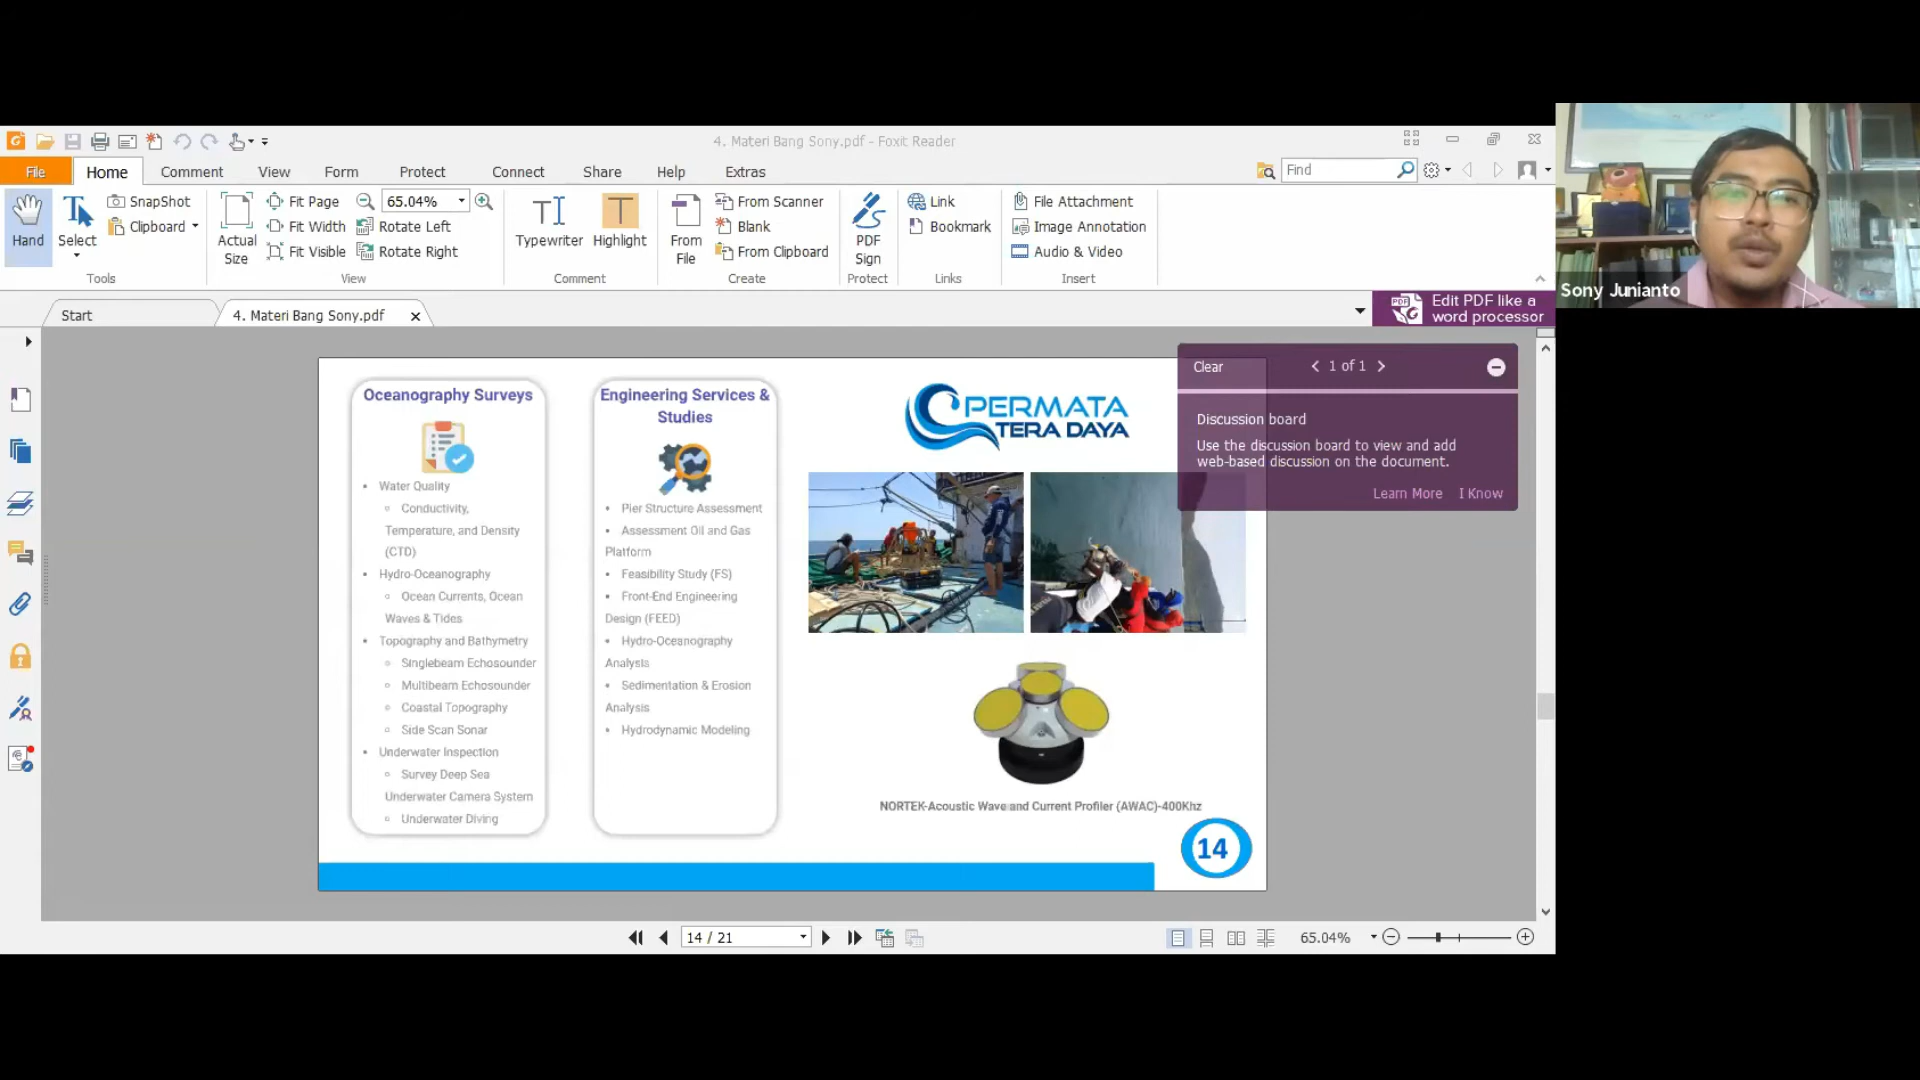 4. Materi Bang Sony.pdf - Foxit Reader
File
Home
Comment
View
Form
Protect
Connect
Share
Help
Extras
Find
Hand
Select
SnapShot
Clipboard
Tools
Actual
Size
Fit Page
Fit Width
Fit Visible
65.04%
Rotate Left
Rotate Right
View
Typewriter
Highlight
Comment
From
File
From Scanner
Blank
From Clipboard
Create
PDF
Sign
Protect
Link
Bookmark
Links
File Attachment
Image Annotation
Audio & Video
Insert
Sony Junianto
Start
4. Materi Bang Sony.pdf
PDF
Edit PDF like a
word processor
Clear
1 of 1
Discussion board
Use the discussion board to view and add
web-based discussion on the document.
Learn More
I Know
Oceanography Surveys
• Water Quality
◦ Conductivity,
Temperature, and Density
(CTD)
• Hydro-Oceanography
◦ Ocean Currents, Ocean
Waves & Tides
• Topography and Bathymetry
◦ Singlebeam Echosounder
◦ Multibeam Echosounder
◦ Coastal Topography
◦ Side Scan Sonar
• Underwater Inspection
◦ Survey Deep Sea
Underwater Camera System
◦ Underwater Diving
Engineering Services &
Studies
• Pier Structure Assessment
• Assessment Oil and Gas
Platform
• Feasibility Study (FS)
• Front-End Engineering
Design (FEED)
• Hydro-Oceanography
Analysis
• Sedimentation & Erosion
Analysis
• Hydrodynamic Modeling
PERMATA
TERA DAYA
NORTEK-Acoustic Wave and Current Profiler (AWAC)-400Khz
14
14 / 21
65.04%